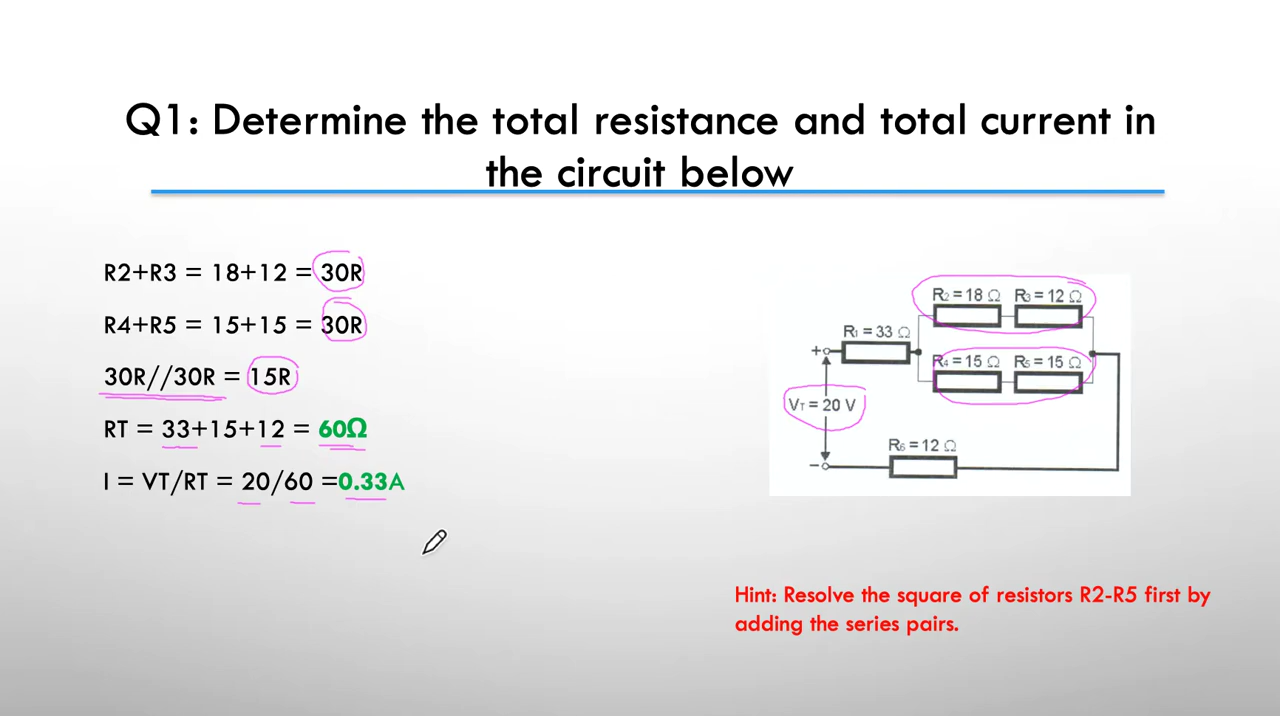 Q1: Determine the total resistance and total current in
the circuit below
R2+R3 = 18+12 = 30R
R4+R5 = 15+15 = 30R
30R//30R = 15R
RT = 33+15+12 = 60Ω
I = VT/RT = 20/60 =0.33A
R2 = 18 Ω R3 = 12 Ω
R1 = 33 Ω
+
R4 = 15 Ω R5 = 15 Ω
VT = 20 V
R6 = 12 Ω
−
Hint: Resolve the square of resistors R2-R5 first by
adding the series pairs.